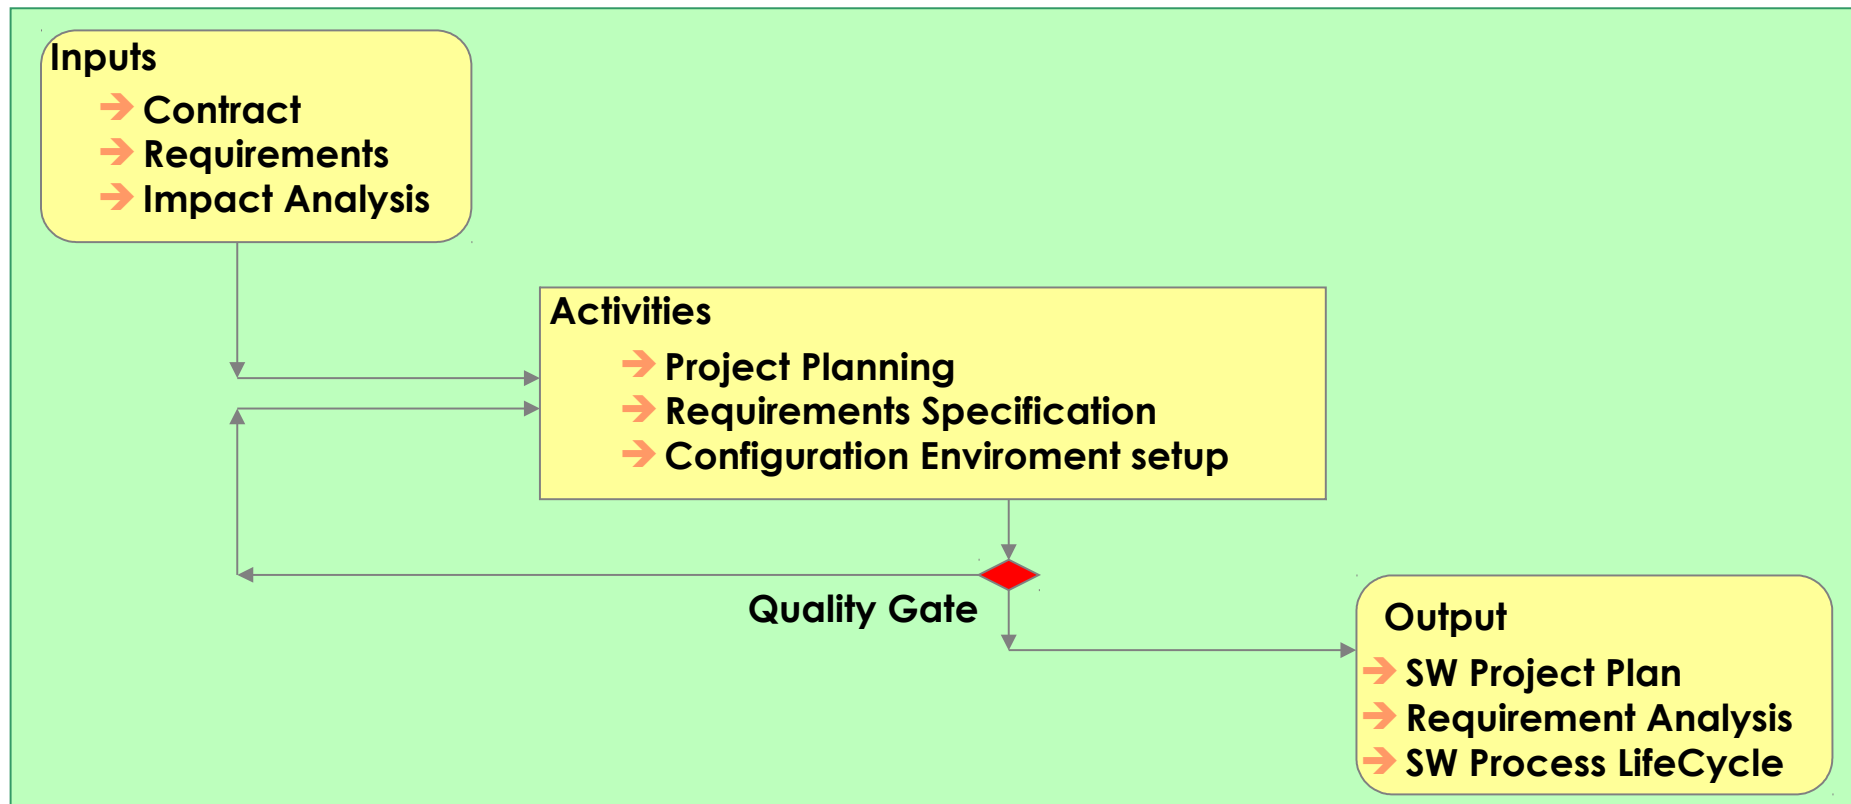 Inputs
Contract
Requirements
Impact Analysis
Activities
Project Planning
Requirements Specification
Configuration Enviroment setup
Quality Gate
Output
SW Project Plan
Requirement Analysis
SW Process LifeCycle